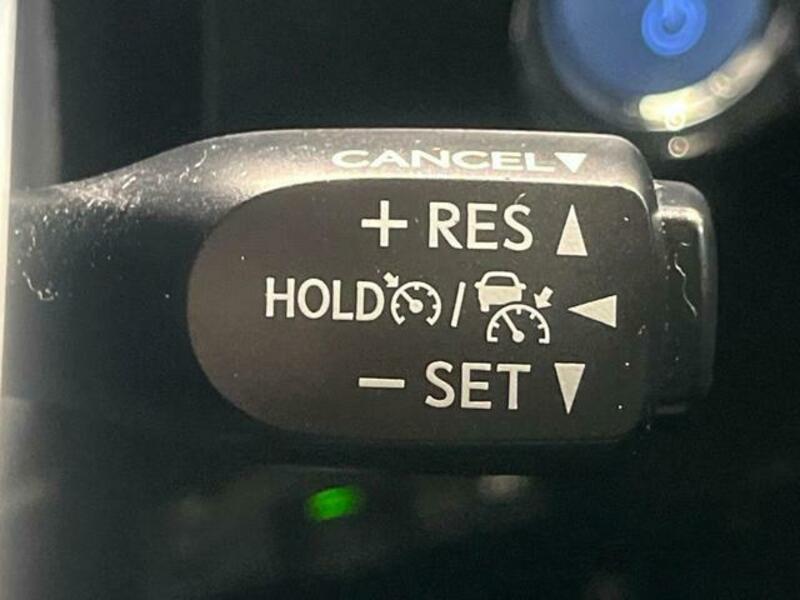 CANCEL▼
+ RES ▲
HOLD / ◀
− SET ▼